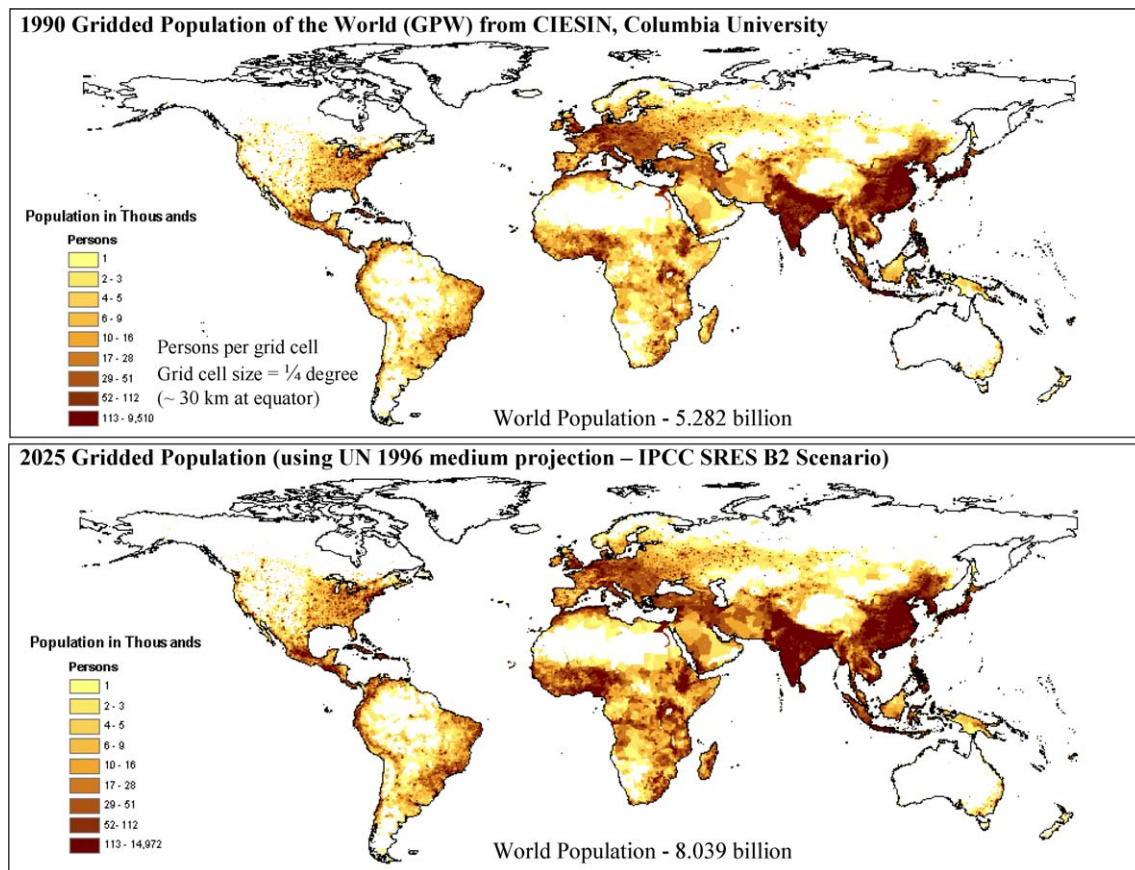 1990 Gridded Population of the World (GPW) from CIESIN, Columbia University
Population in Thousands
Persons
1
2 - 3
4 - 5
6 - 9
10 - 16
17 - 28
29 - 51
52 - 112
113 - 9,510
Persons per grid cell
Grid cell size = ¼ degree
(~ 30 km at equator)
World Population - 5.282 billion
2025 Gridded Population (using UN 1996 medium projection – IPCC SRES B2 Scenario)
Population in Thousands
Persons
1
2 - 3
4 - 5
6 - 9
10 - 16
17 - 28
29 - 51
52 - 112
113 - 14,972
World Population - 8.039 billion